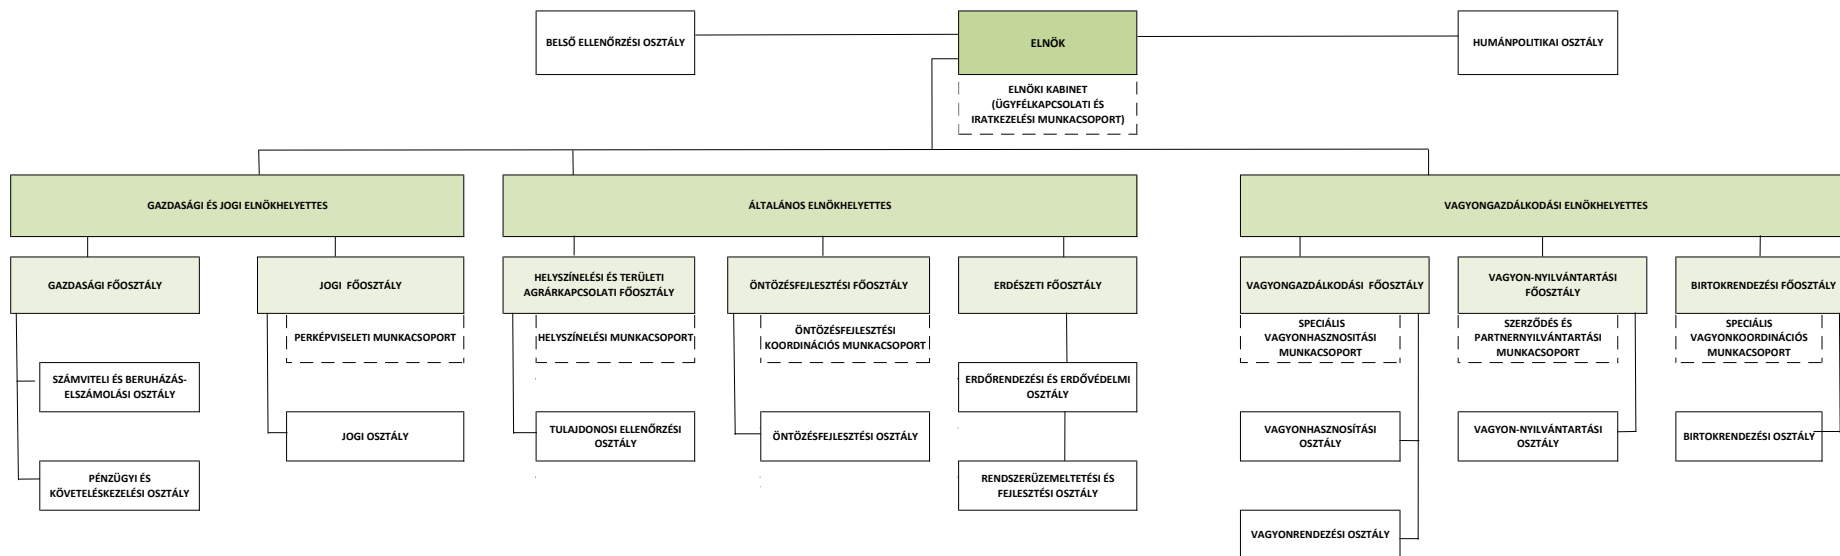 BELSŐ ELLENŐRZÉSI OSZTÁLY
ELNÖK
HUMÁNPOLITIKAI OSZTÁLY
ELNÖKI KABINET
(ÜGYFÉLKAPCSOLATI ÉS
IRATKEZELÉSI MUNKACSOPORT)
GAZDASÁGI ÉS JOGI ELNÖKHELYETTES
ÁLTALÁNOS ELNÖKHELYETTES
VAGYONGAZDÁLKODÁSI ELNÖKHELYETTES
GAZDASÁGI FŐOSZTÁLY
JOGI FŐOSZTÁLY
HELYSZÍNELÉSI ÉS TERÜLETI
AGRÁRKAPCSOLATI FŐOSZTÁLY
ÖNTÖZÉSFEJLESZTÉSI FŐOSZTÁLY
ERDÉSZETI FŐOSZTÁLY
VAGYONGAZDÁLKODÁSI FŐOSZTÁLY
VAGYON-NYILVÁNTARTÁSI
FŐOSZTÁLY
BIRTOKRENDEZÉSI FŐOSZTÁLY
PERKÉPVISELETI MUNKACSOPORT
HELYSZÍNELÉSI MUNKACSOPORT
ÖNTÖZÉSFEJLESZTÉSI
KOORDINÁCIÓS MUNKACSOPORT
SPECIÁLIS
VAGYONHASZNOSITÁSI
MUNKACSOPORT
SZERZŐDÉS ÉS
PARTNERNYILVÁNTARTÁSI
MUNKACSOPORT
SPECIÁLIS
VAGYONKOORDINÁCIÓS
MUNKACSOPORT
SZÁMVITELI ÉS BERUHÁZÁS-
ELSZÁMOLÁSI OSZTÁLY
ERDŐRENDEZÉSI ÉS ERDŐVÉDELMI
OSZTÁLY
JOGI OSZTÁLY
TULAJDONOSI ELLENŐRZÉSI
OSZTÁLY
ÖNTÖZÉSFEJLESZTÉSI OSZTÁLY
VAGYONHASZNOSÍTÁSI
OSZTÁLY
VAGYON-NYILVÁNTARTÁSI
OSZTÁLY
BIRTOKRENDEZÉSI OSZTÁLY
PÉNZÜGYI ÉS
KÖVETELÉSKEZELÉSI OSZTÁLY
RENDSZERÜZEMELTETÉSI ÉS
FEJLESZTÉSI OSZTÁLY
VAGYONRENDEZÉSI OSZTÁLY